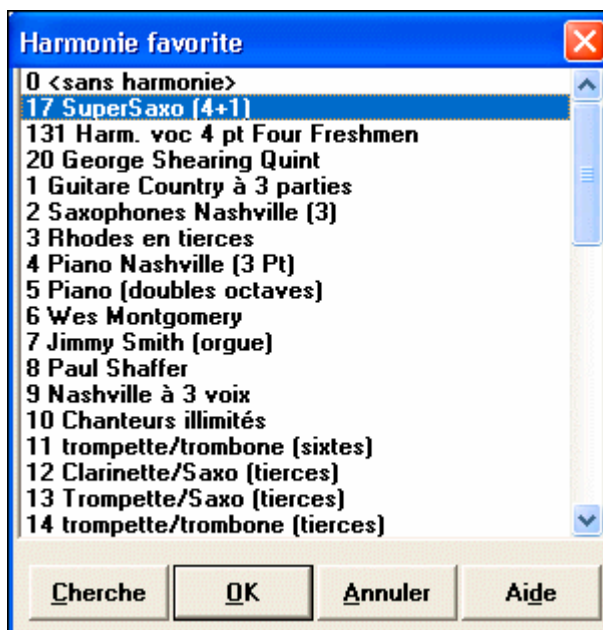 Harmonie favorite
0 <sans harmonie>
17 SuperSaxo (4+1)
131 Harm. voc 4 pt Four Freshmen
20 George Shearing Quint
1 Guitare Country à 3 parties
2 Saxophones Nashville (3)
3 Rhodes en tierces
4 Piano Nashville (3 Pt)
5 Piano (doubles octaves)
6 Wes Montgomery
7 Jimmy Smith (orgue)
8 Paul Shaffer
9 Nashville à 3 voix
10 Chanteurs illimités
11 trompette/trombone (sixtes)
12 Clarinette/Saxo (tierces)
13 Trompette/Saxo (tierces)
14 trompette/trombone (tierces)
Cherche OK Annuler Aide